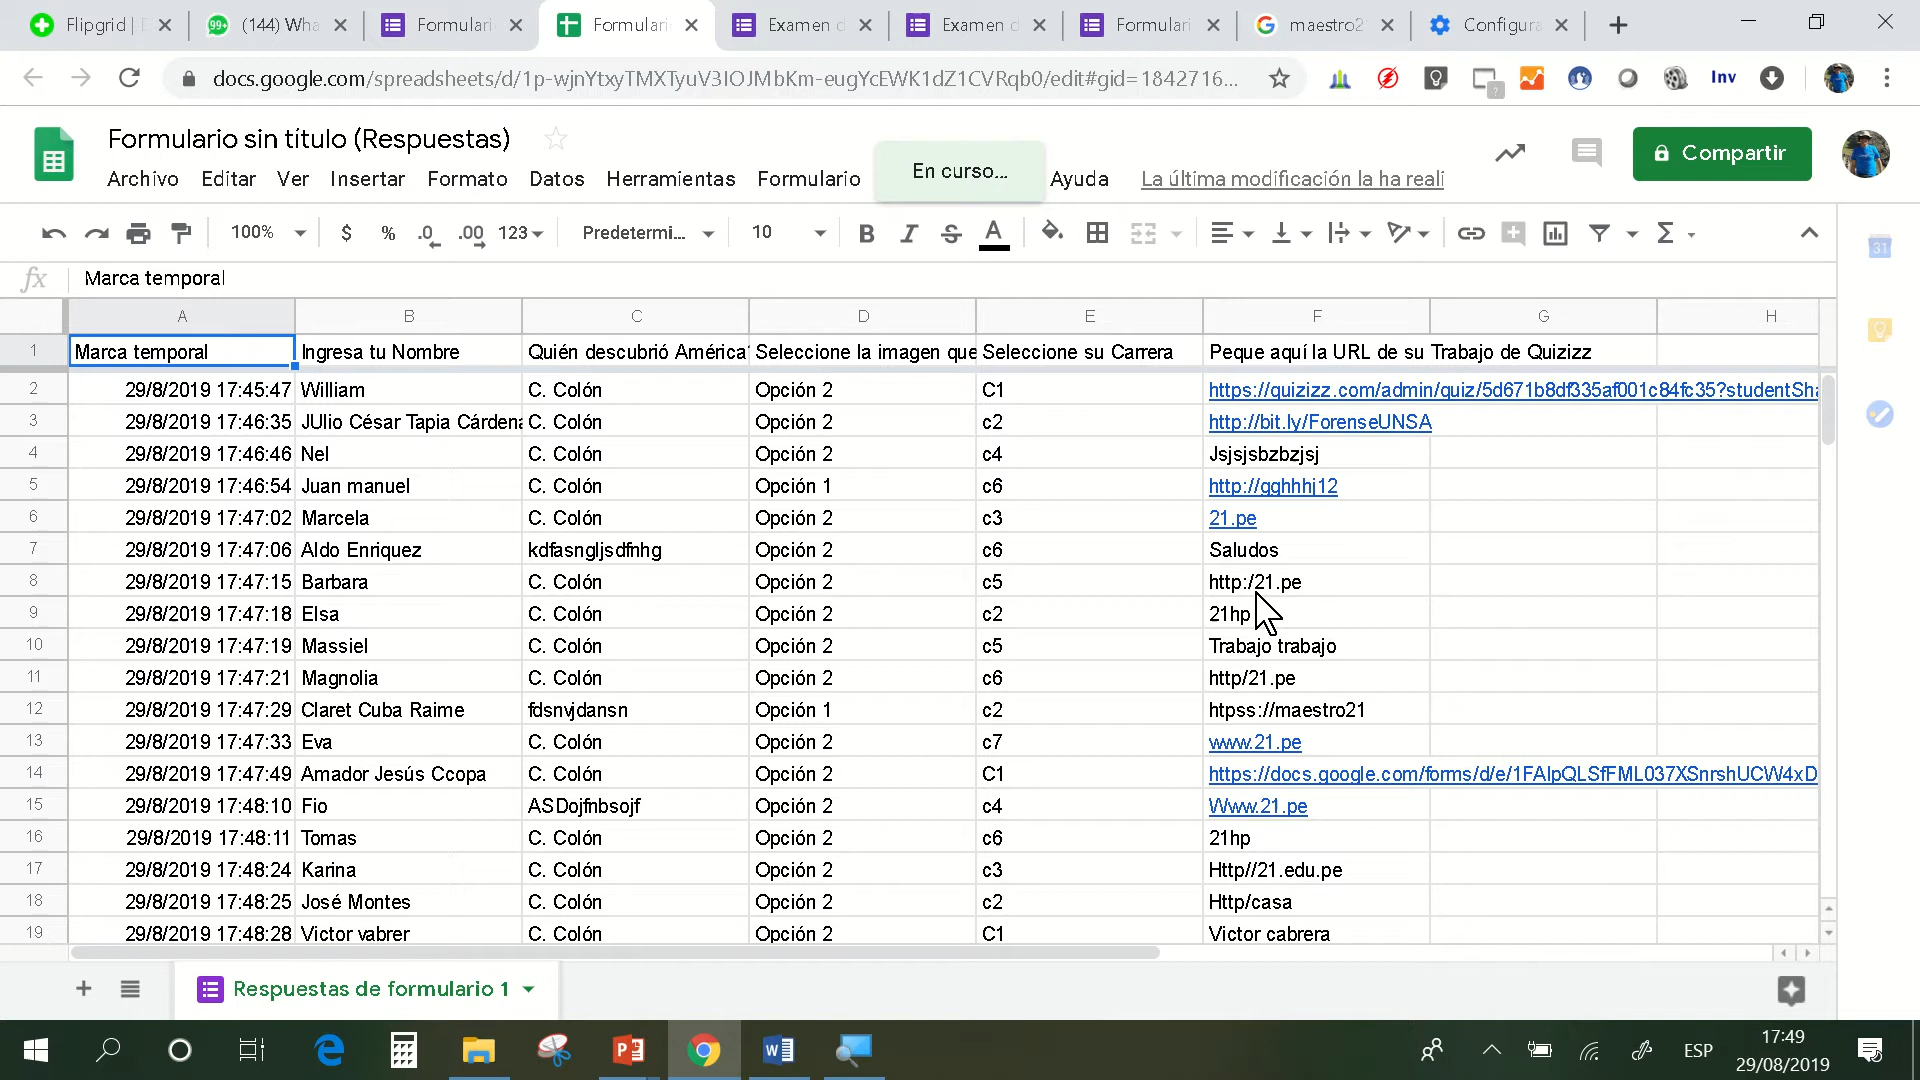 Flipgrid | E
(144) Wha
Formulari
Formulari
Examen d
Examen d
Formulari
maestro2
Configura
docs.google.com/spreadsheets/d/1p-wjnYtxyTMXTyuV3IOJMbKm-eugYcEWK1dZ1CVRqb0/edit#gid=1842716...
Inv
Formulario sin título (Respuestas)
En curso...
Compartir
Archivo Editar Ver Insertar Formato Datos Herramientas Formulario Ayuda La última modificación la ha reali
100% $ % .0 .00 123 Predetermi... 10 B I S A
31
fx Marca temporal
A B C D E F G H
1 Marca temporal Ingresa tu Nombre Quién descubrió América? Seleccione la imagen que Seleccione su Carrera Peque aquí la URL de su Trabajo de Quizizz
2 29/8/2019 17:45:47 William C. Colón Opción 2 C1 https://quizizz.com/admin/quiz/5d671b8df335af001c84fc35?studentSha
3 29/8/2019 17:46:35 JUlio César Tapia Cárdena C. Colón Opción 2 c2 http://bit.ly/ForenseUNSA
4 29/8/2019 17:46:46 Nel C. Colón Opción 2 c4 Jsjsjsbzbzjsj
5 29/8/2019 17:46:54 Juan manuel C. Colón Opción 1 c6 http://gghhhj12
6 29/8/2019 17:47:02 Marcela C. Colón Opción 2 c3 21.pe
7 29/8/2019 17:47:06 Aldo Enriquez kdfasngljsdfnhg Opción 2 c6 Saludos
8 29/8/2019 17:47:15 Barbara C. Colón Opción 2 c5 http:/21.pe
9 29/8/2019 17:47:18 Elsa C. Colón Opción 2 c2 21hp
10 29/8/2019 17:47:19 Massiel C. Colón Opción 2 c5 Trabajo trabajo
11 29/8/2019 17:47:21 Magnolia C. Colón Opción 2 c6 http/21.pe
12 29/8/2019 17:47:29 Claret Cuba Raime fdsnvjdansn Opción 1 c2 htpss://maestro21
13 29/8/2019 17:47:33 Eva C. Colón Opción 2 c7 www.21.pe
14 29/8/2019 17:47:49 Amador Jesús Ccopa C. Colón Opción 2 C1 https://docs.google.com/forms/d/e/1FAIpQLSfFML037XSnrshUCW4xD
15 29/8/2019 17:48:10 Fio ASDojfnbsojf Opción 2 c4 Www.21.pe
16 29/8/2019 17:48:11 Tomas C. Colón Opción 2 c6 21hp
17 29/8/2019 17:48:24 Karina C. Colón Opción 2 c3 Http//21.edu.pe
18 29/8/2019 17:48:25 José Montes C. Colón Opción 2 c2 Http/casa
19 29/8/2019 17:48:28 Victor vabrer C. Colón Opción 2 C1 Victor cabrera
Respuestas de formulario 1
ESP
17:49
29/08/2019